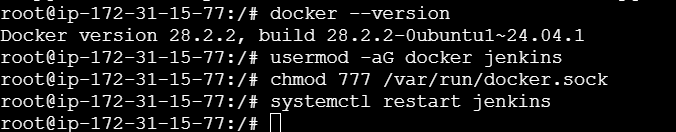 root@ip-172-31-15-77:/# docker --version
Docker version 28.2.2, build 28.2.2-0ubuntu1~24.04.1
root@ip-172-31-15-77:/# usermod -aG docker jenkins
root@ip-172-31-15-77:/# chmod 777 /var/run/docker.sock
root@ip-172-31-15-77:/# systemctl restart jenkins
root@ip-172-31-15-77:/#